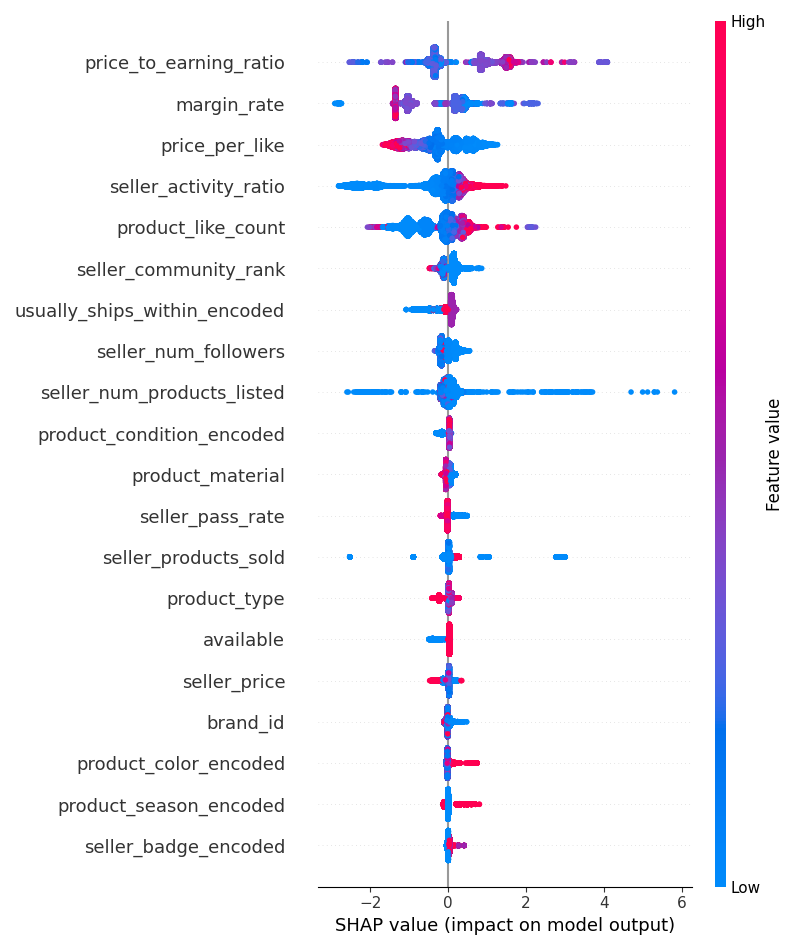 High
price_to_earning_ratio
margin_rate
price_per_like
seller_activity_ratio
product_like_count
seller_community_rank
usually_ships_within_encoded
seller_num_followers
seller_num_products_listed
product_condition_encoded
product_material
seller_pass_rate
seller_products_sold
product_type
available
seller_price
brand_id
product_color_encoded
product_season_encoded
seller_badge_encoded
Feature value
Low
−2 0 2 4 6
SHAP value (impact on model output)